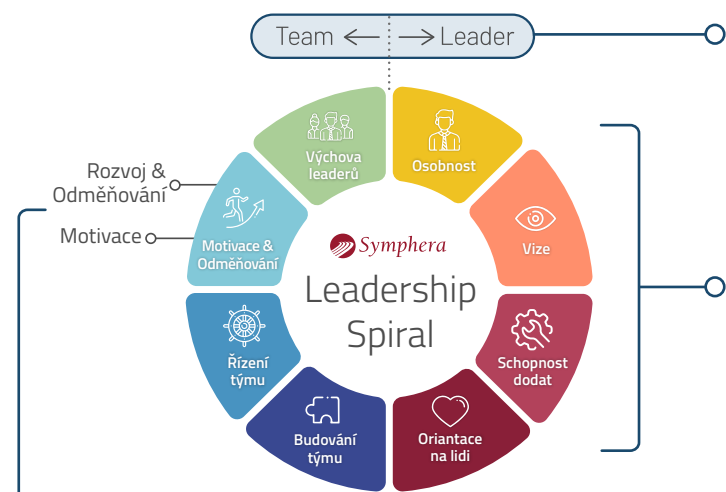 Team Leader
Výchova
leaderů
Osobnost
Rozvoj &
Odměňování
Motivace
Motivace &
Odměňování
Vize
Symphera
Leadership
Spiral
Řízení
týmu
Schopnost
dodat
Budování
týmu
Oriantace
na lidi